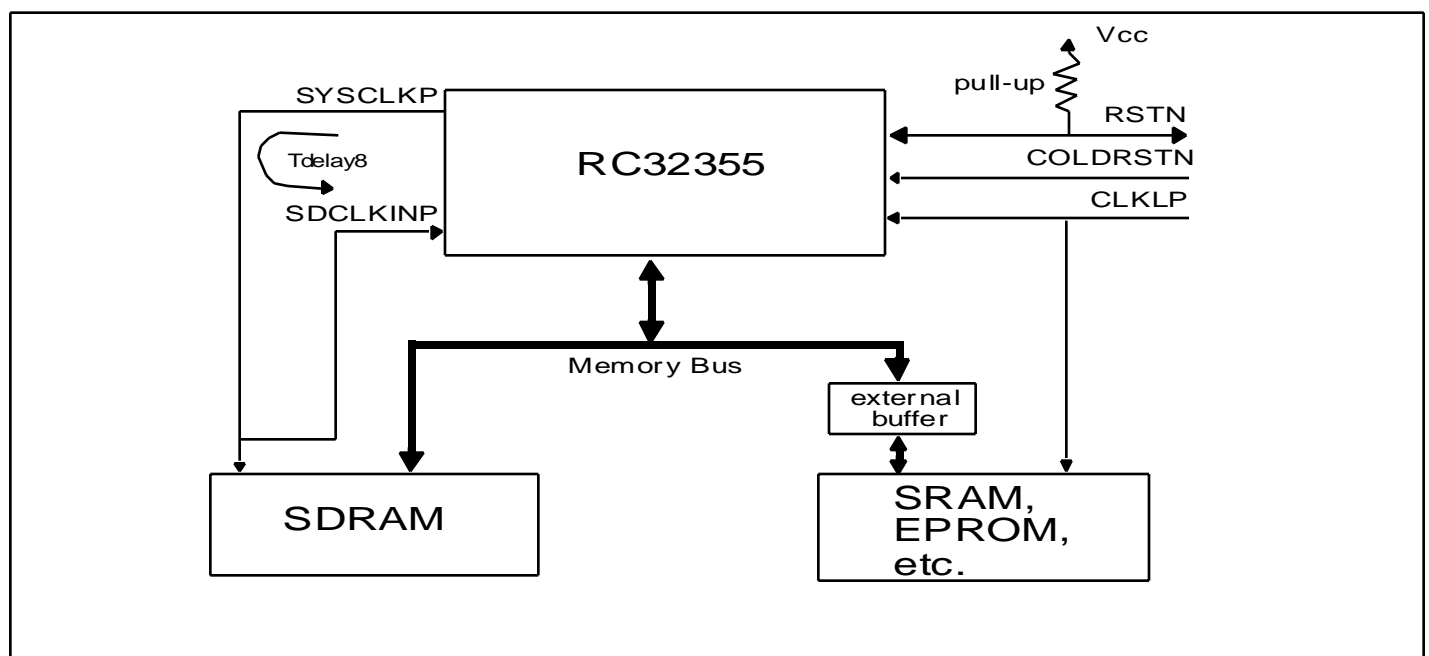 Vcc
pull-up
SYSCLKP
RSTN
Tdelay8
RC32355
COLDRSTN
SDCLKINP
CLKLP
Memory Bus
external
buffer
SDRAM
SRAM,
EPROM,
etc.